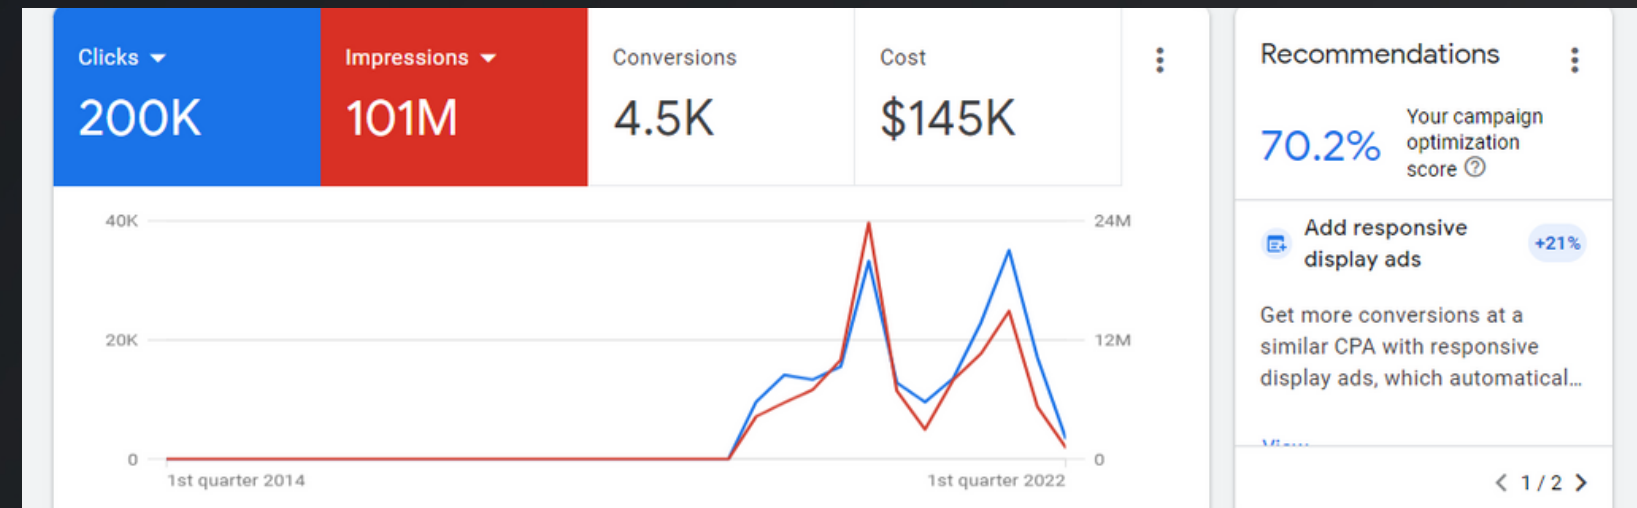 Clicks
Impressions
Conversions
Cost
200K
101M
4.5K
$145K
40K
24M
20K
12M
0
0
1st quarter 2014
1st quarter 2022
Recommendations
70.2%
Your campaign
optimization
score
Add responsive
display ads
+21%
Get more conversions at a
similar CPA with responsive
display ads, which automatical...
1 / 2